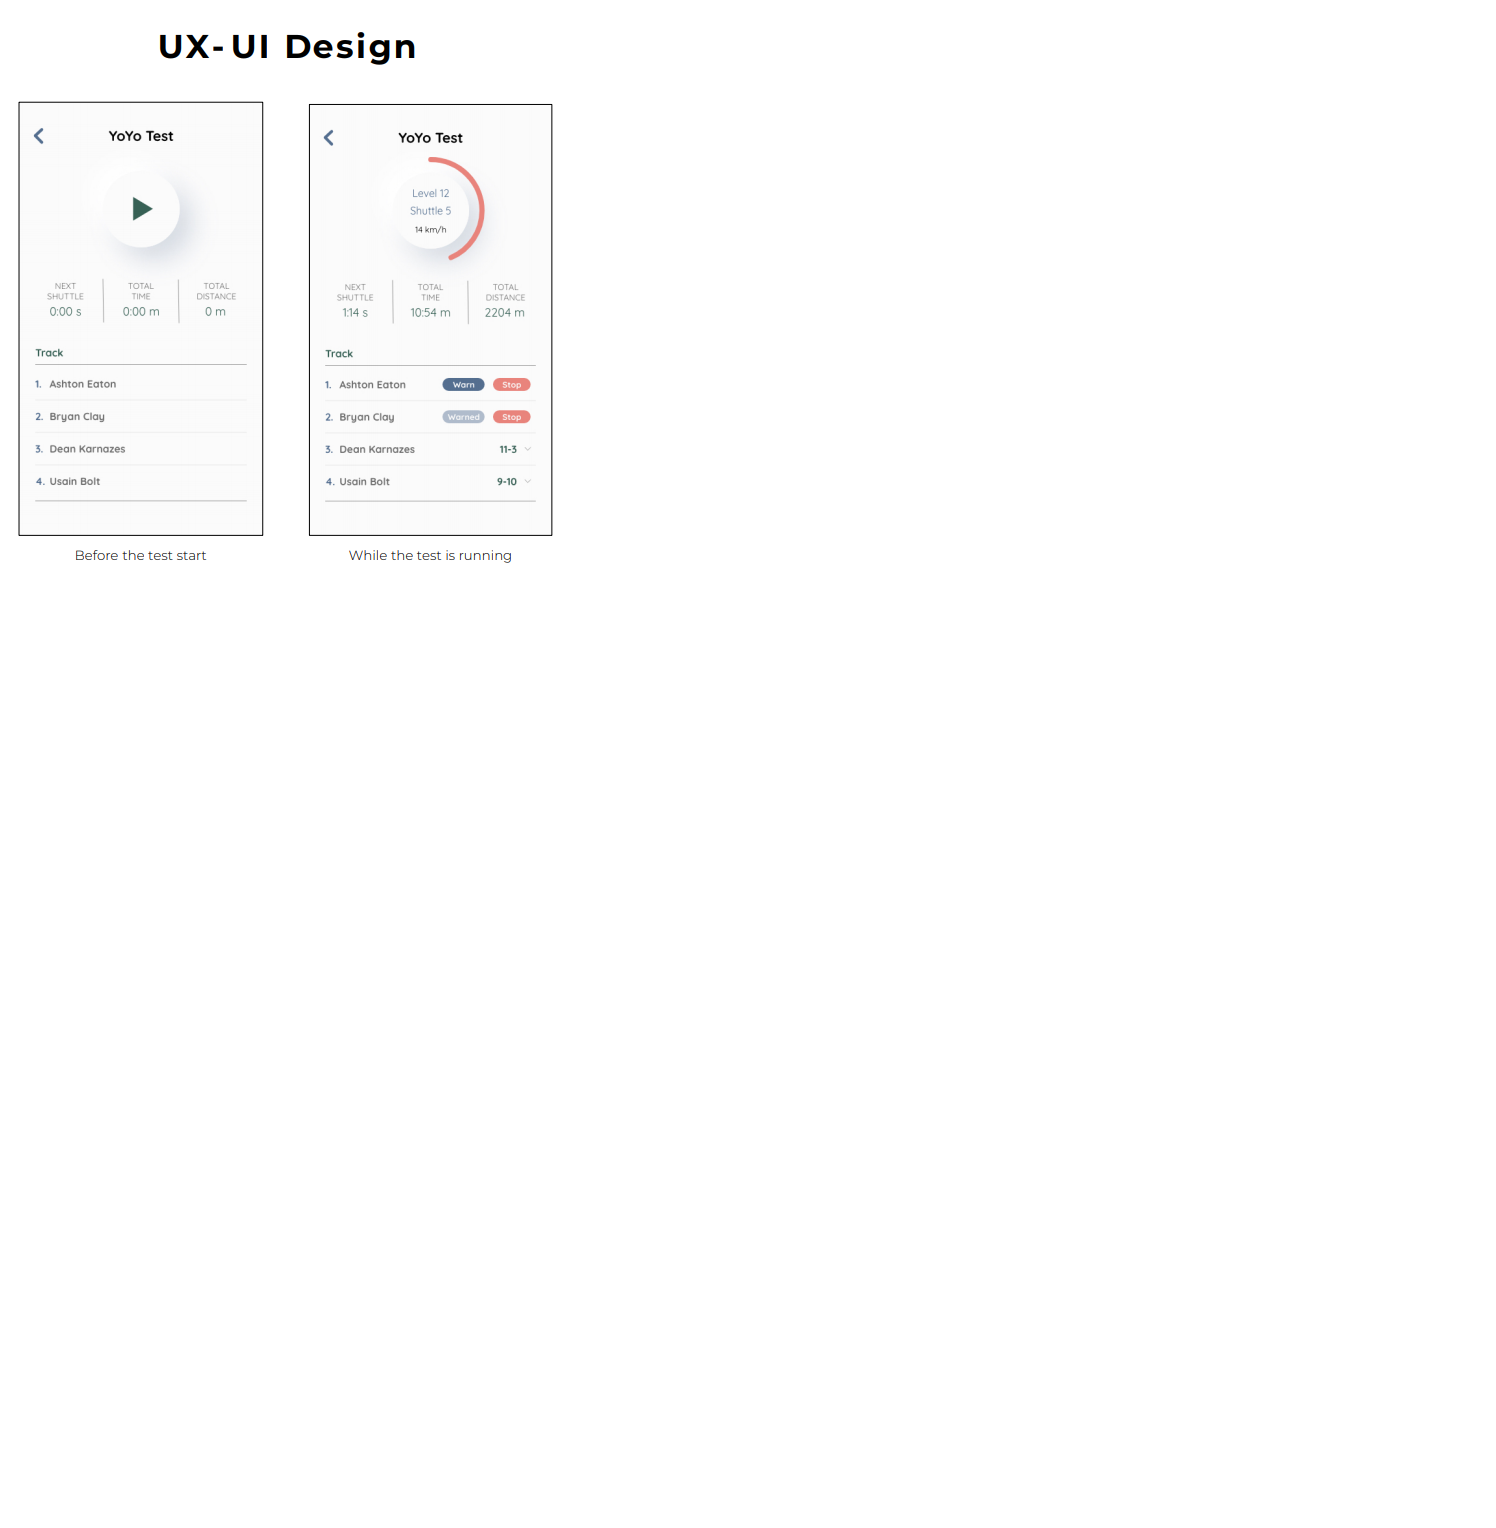 UX-UI Design
YoYo Test
NEXT SHUTTLE
0:00 s
TOTAL TIME
0:00 m
TOTAL DISTANCE
0 m
Track
1. Ashton Eaton
2. Bryan Clay
3. Dean Karnazes
4. Usain Bolt
Before the test start
YoYo Test
Level 12
Shuttle 5
14 km/h
NEXT SHUTTLE
1:14 s
TOTAL TIME
10:54 m
TOTAL DISTANCE
2204 m
Track
1. Ashton Eaton Warn Stop
2. Bryan Clay Warned Stop
3. Dean Karnazes 11-3
4. Usain Bolt 9-10
While the test is running